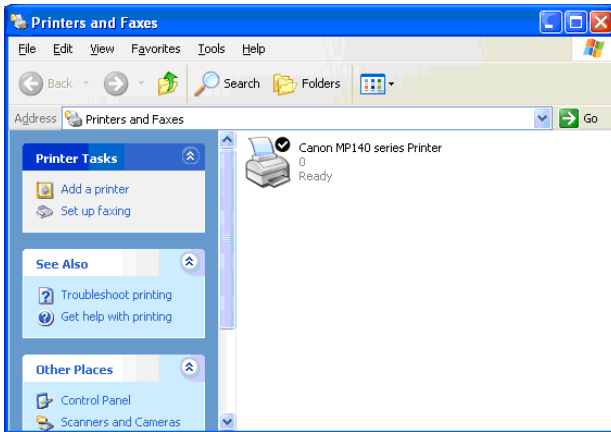 Printers and Faxes
File Edit View Favorites Tools Help
Back Search Folders
Address Printers and Faxes Go
Printer Tasks
Add a printer
Set up faxing
See Also
Troubleshoot printing
Get help with printing
Other Places
Control Panel
Scanners and Cameras
Canon MP140 series Printer
0
Ready